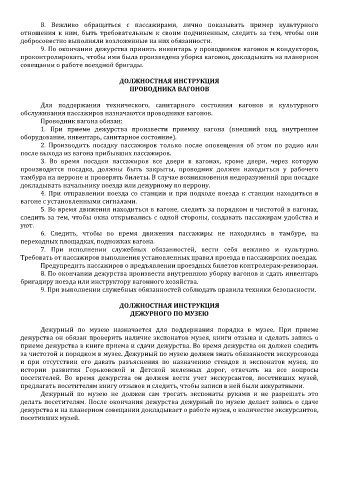 8. Вежливо обращаться с пассажирами, лично показывать пример культурного
отношения к ним, быть требовательным к своим подчиненным, следить за тем, чтобы они
добросовестно выполняли возложенные на них обязанности.
9. По окончании дежурства принять инвентарь у проводников вагонов и кондукторов,
проконтролировать, чтобы ими была произведена уборка вагонов, докладывать на планерном
совещании о работе поездной бригады.
ДОЛЖНОСТНАЯ ИНСТРУКЦИЯ
ПРОВОДНИКА ВАГОНОВ
Для поддержания технического, санитарного состояния вагонов и культурного
обслуживания пассажиров назначаются проводники вагонов.
Проводник вагона обязан:
1. При приеме дежурства произвести приемку вагона (внешний вид, внутреннее
оборудование, инвентарь, санитарное состояние).
2. Производить посадку пассажиров только после оповещения об этом по радио или
после выхода из вагона прибывших пассажиров.
3. Во время посадки пассажиров все двери в вагонах, кроме двери, через которую
производится посадка, должны быть закрыты, проводник должен находиться у рабочего
тамбура на перроне и проверять билеты. В случае возникновения недоразумений при посадке
докладывать начальнику поезда или дежурному по перрону.
4. При отправлении поезда со станции и при подходе поезда к станции находиться в
вагоне с установленными сигналами.
5. Во время движения находиться в вагоне, следить за порядком и чистотой в вагонах,
следить за тем, чтобы окна открывались с одной стороны, создавать пассажирам удобства и
уют.
6. Следить, чтобы во время движения пассажиры не находились в тамбуре, на
переходных площадках, подножках вагона.
7. При исполнении служебных обязанностей, вести себя вежливо и культурно.
Требовать от пассажиров выполнения установленных правил проезда в пассажирских поездах.
Предупредить пассажиров о предъявлении проездных билетов контролерам-ревизорам.
8. По окончании дежурства произвести внутреннюю уборку вагонов и сдать инвентарь
бригадиру поезда или инструктору вагонного хозяйства.
9. При выполнении служебных обязанностей соблюдать правила техники безопасности.
ДОЛЖНОСТНАЯ ИНСТРУКЦИЯ
ДЕЖУРНОГО ПО МУЗЕЮ
Дежурный по музею назначается для поддержания порядка в музее. При приеме
дежурства он обязан проверить наличие экспонатов музея, книги отзыва и сделать запись о
приеме дежурства в книге приема и сдачи дежурства. Во время дежурства он должен следить
за чистотой и порядком в музее. Дежурный по музею должен знать обязанности экскурсовода
и при отсутствии его давать разъяснения по назначению стендов и экспонатов музея, по
истории развития Горьковской и Детской железных дорог, отвечать на все вопросы
посетителей. Во время дежурства он должен вести учет экскурсантов, посетивших музей,
предлагать посетителям книгу отзывов и следить, чтобы записи в ней были аккуратными.
Дежурный по музею не должен сам трогать экспонаты руками и не разрешать это
делать посетителям. После окончания дежурства дежурный по музею делает запись о сдаче
дежурства и на планерном совещании докладывает о работе музея, о количестве экскурсантов,
посетивших музей.